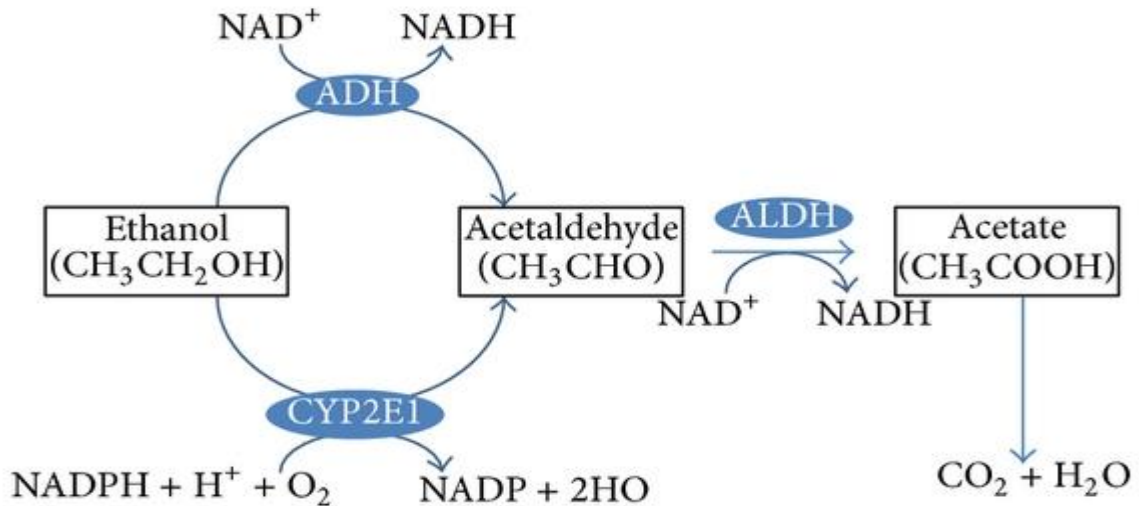 NAD⁺ NADH
ADH
Ethanol
(CH₃CH₂OH)
Acetaldehyde
(CH₃CHO)
ALDH
NAD⁺ NADH
Acetate
(CH₃COOH)
CYP2E1
NADPH + H⁺ + O₂ NADP + 2HO
CO₂ + H₂O